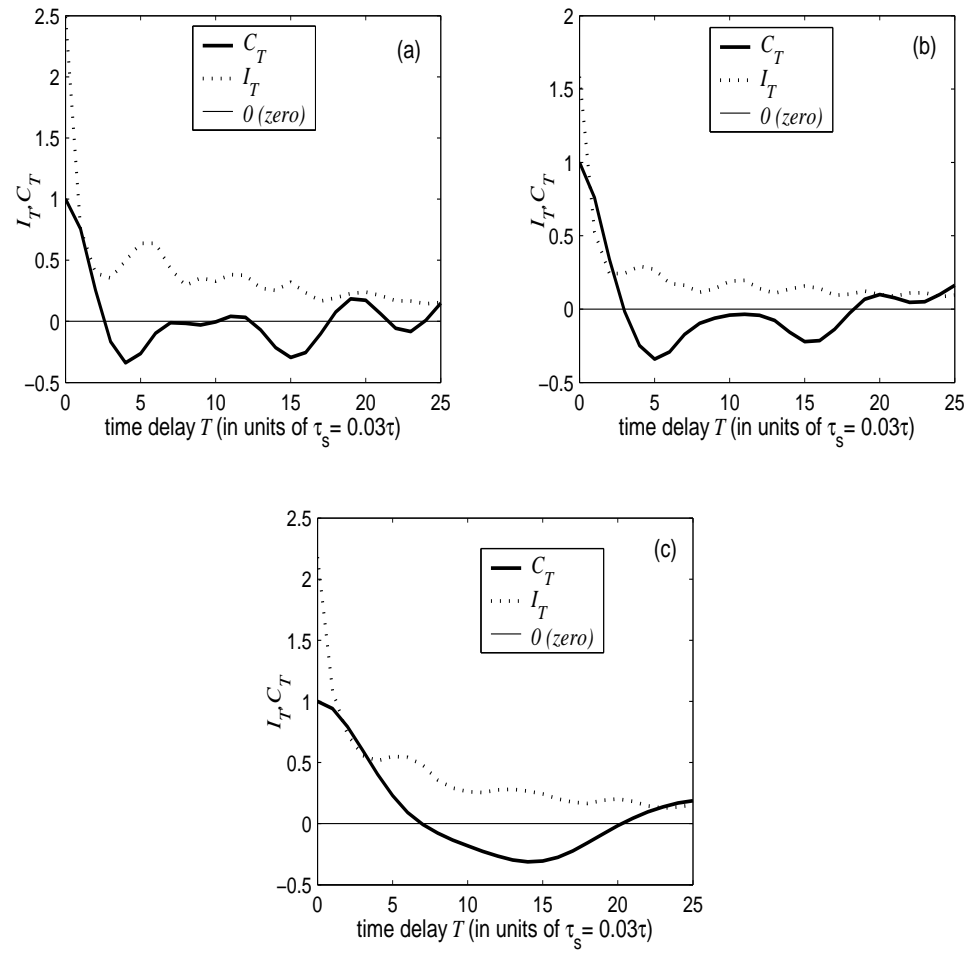 (a)
C_T
I_T
0 (zero)
2.5
2
1.5
1
0.5
0
−0.5
I_T, C_T
0 5 10 15 20 25
time delay T (in units of τ_s= 0.03τ)
(b)
C_T
I_T
0 (zero)
2
1.5
1
0.5
0
−0.5
I_T, C_T
0 5 10 15 20 25
time delay T (in units of τ_s= 0.03τ)
(c)
C_T
I_T
0 (zero)
2.5
2
1.5
1
0.5
0
−0.5
I_T, C_T
0 5 10 15 20 25
time delay T (in units of τ_s= 0.03τ)